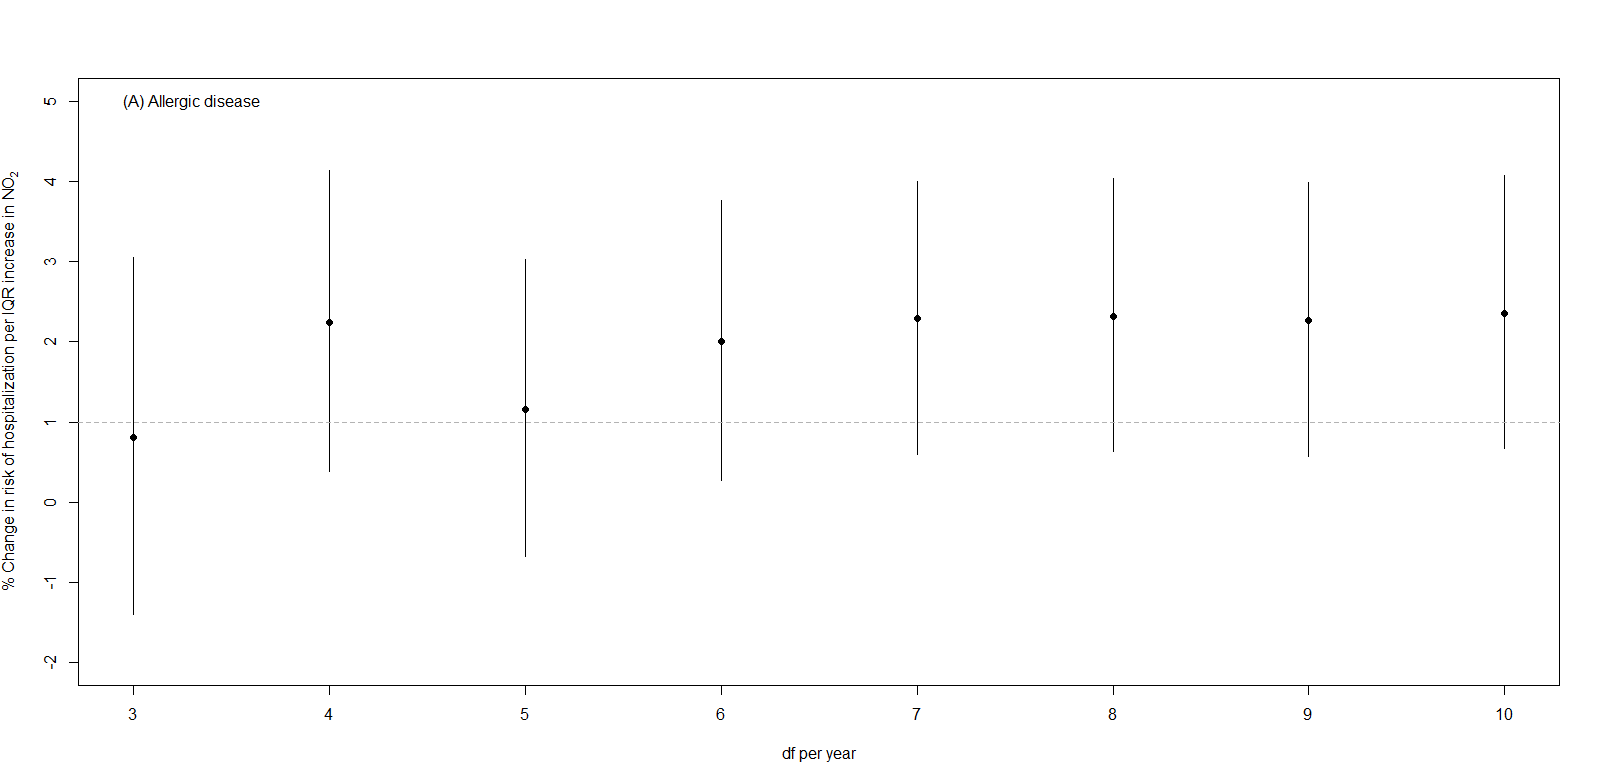 (A) Allergic disease
% Change in risk of hospitalization per IQR increase in NO₂
5
4
3
2
1
0
-1
-2
3 4 5 6 7 8 9 10
df per year